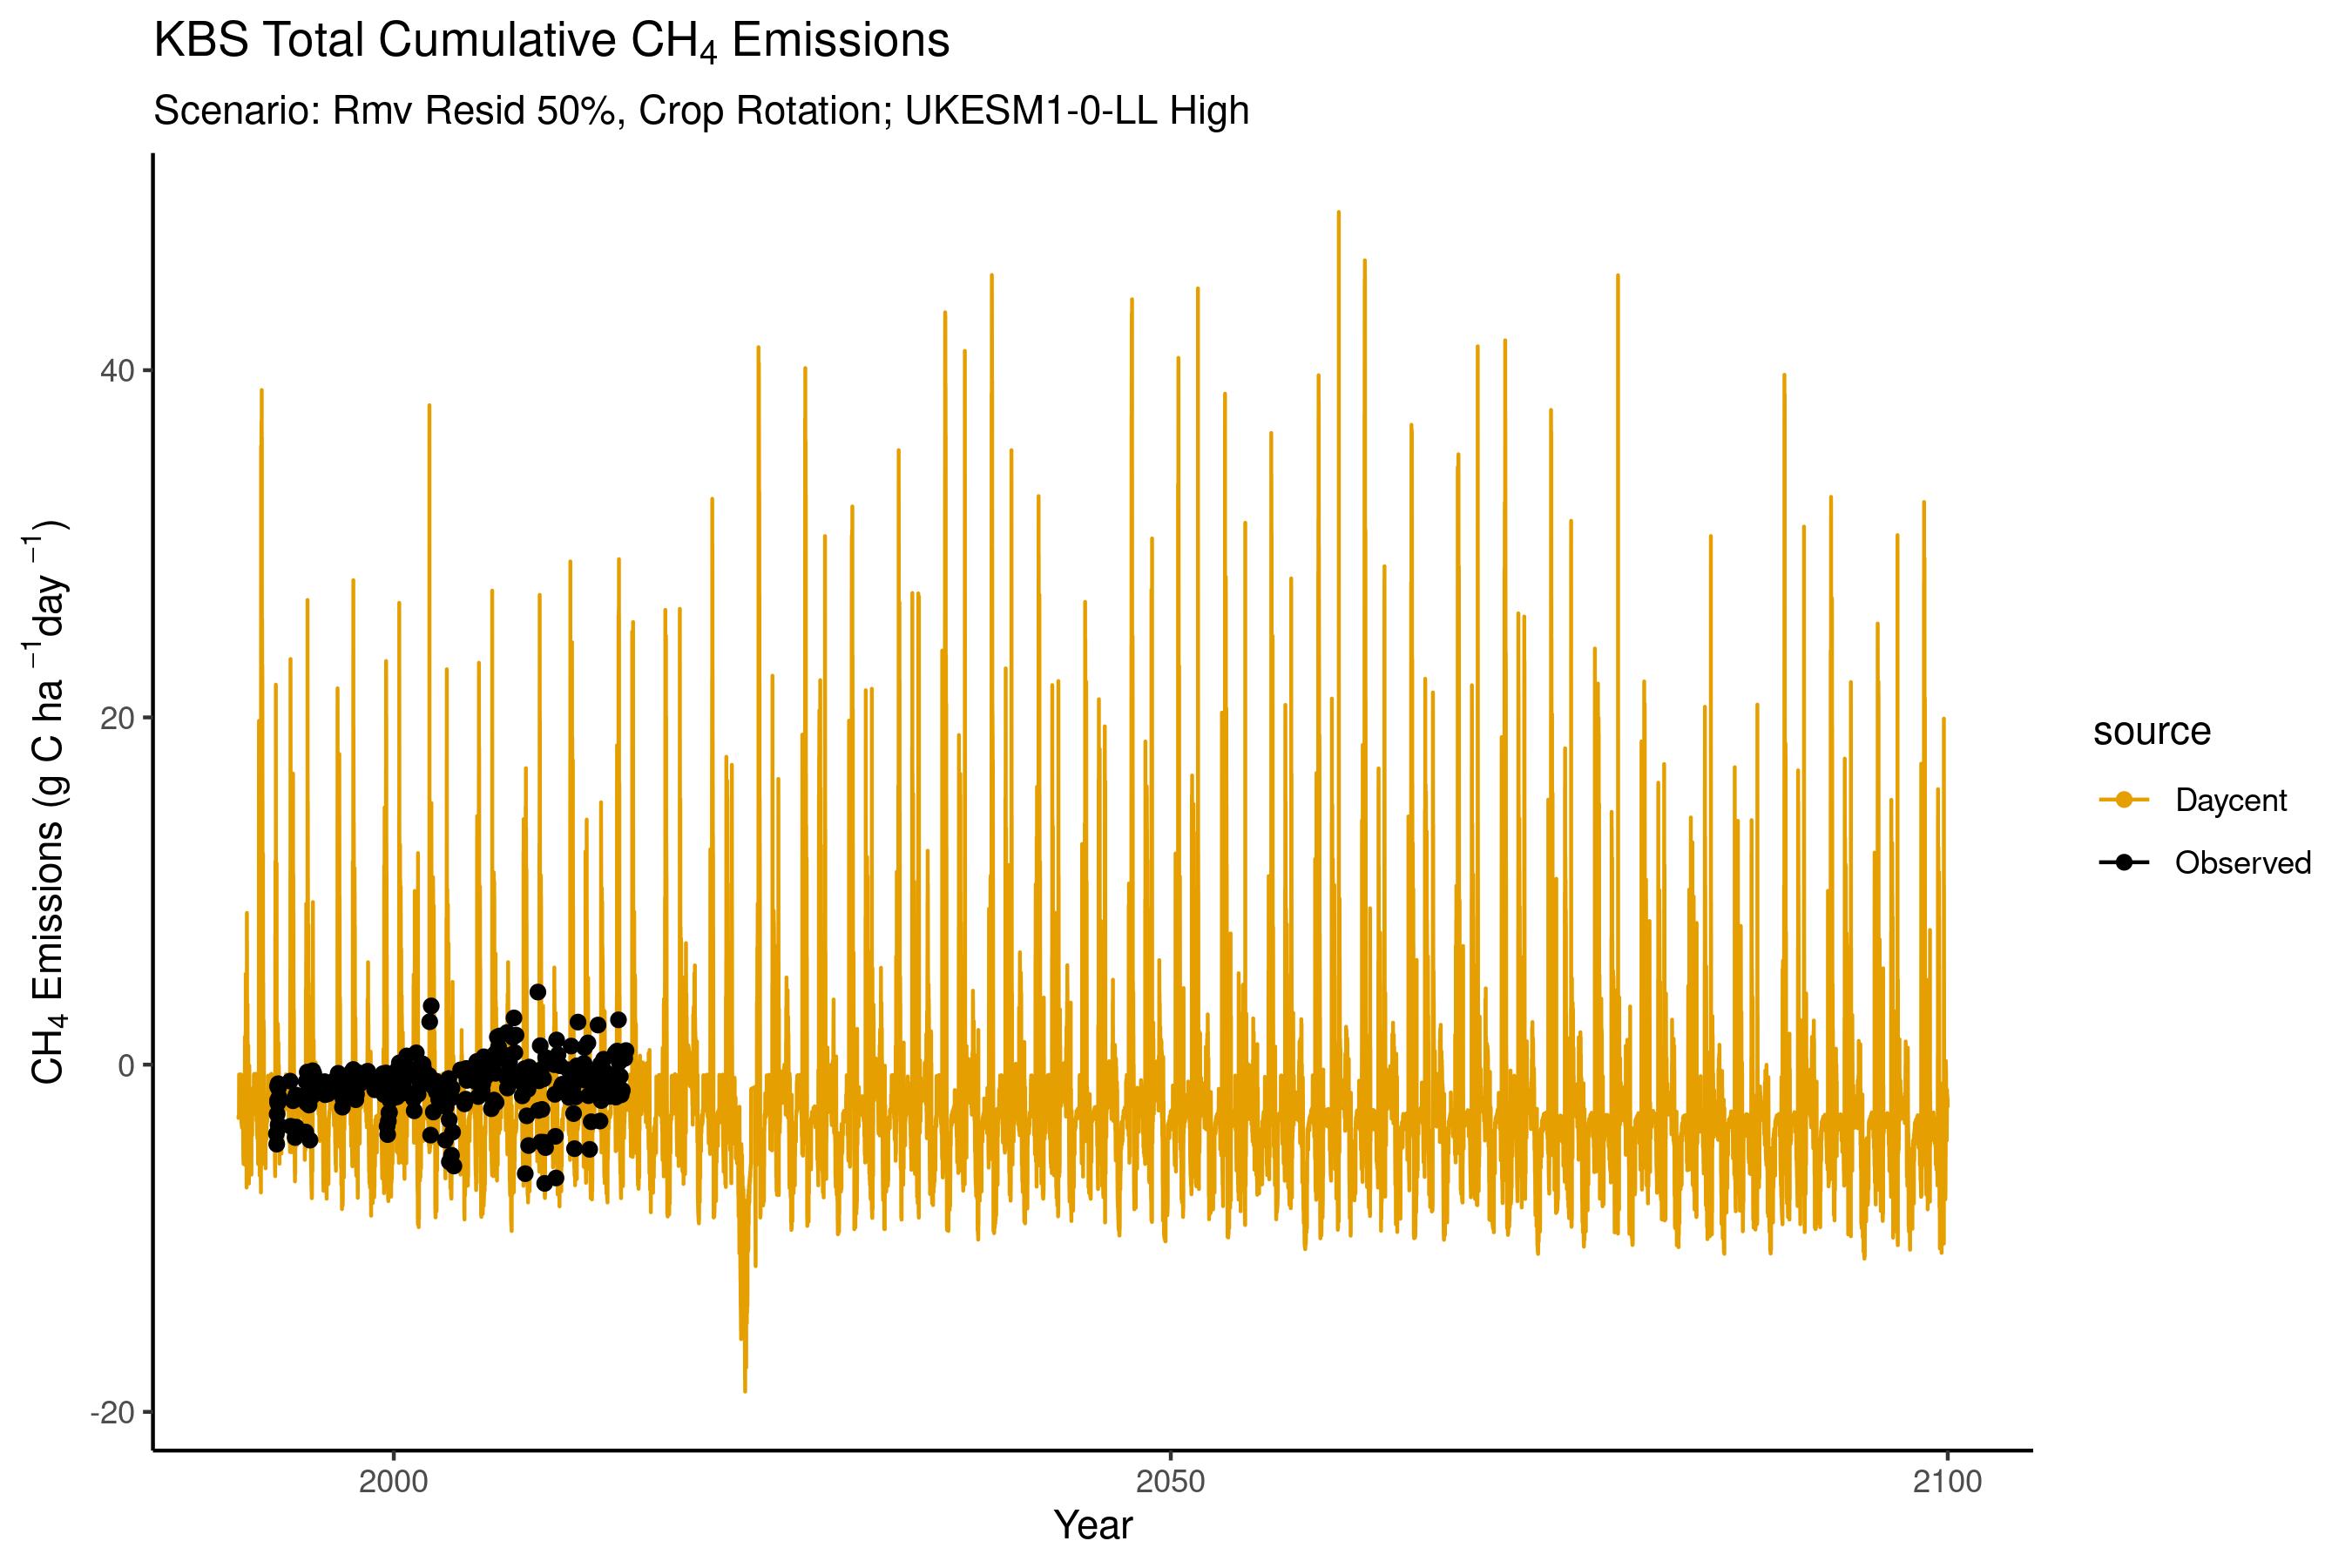 KBS Total Cumulative CH₄ Emissions
Scenario: Rmv Resid 50%, Crop Rotation; UKESM1-0-LL High
CH₄ Emissions (g C ha ⁻¹day ⁻¹)
40
20
0
-20
2000
2050
2100
Year
source
Daycent
Observed